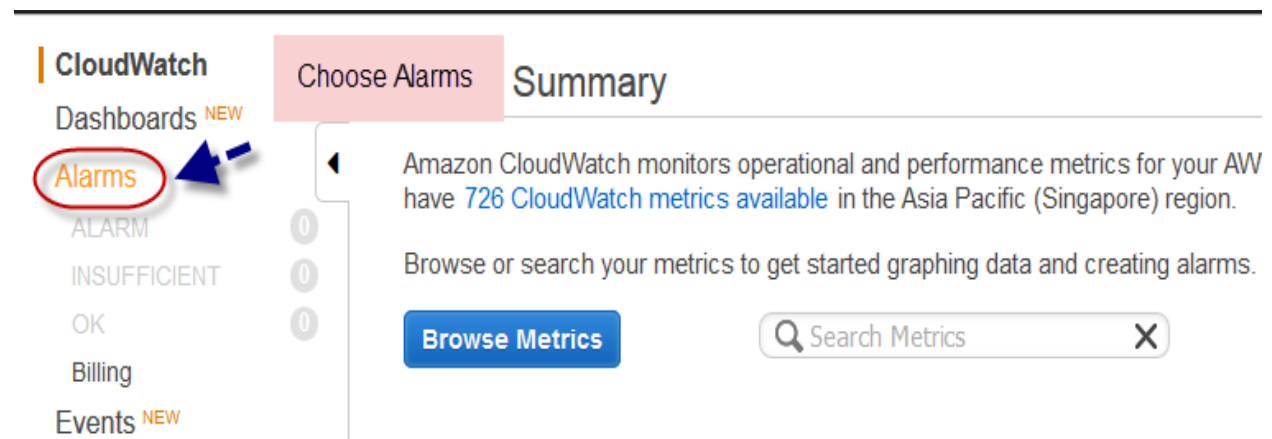 CloudWatch
Dashboards NEW
Alarms
ALARM 0
INSUFFICIENT 0
OK 0
Billing
Events NEW
Choose Alarms
Summary
Amazon CloudWatch monitors operational and performance metrics for your AW
have 726 CloudWatch metrics available in the Asia Pacific (Singapore) region.
Browse or search your metrics to get started graphing data and creating alarms.
Browse Metrics
Search Metrics